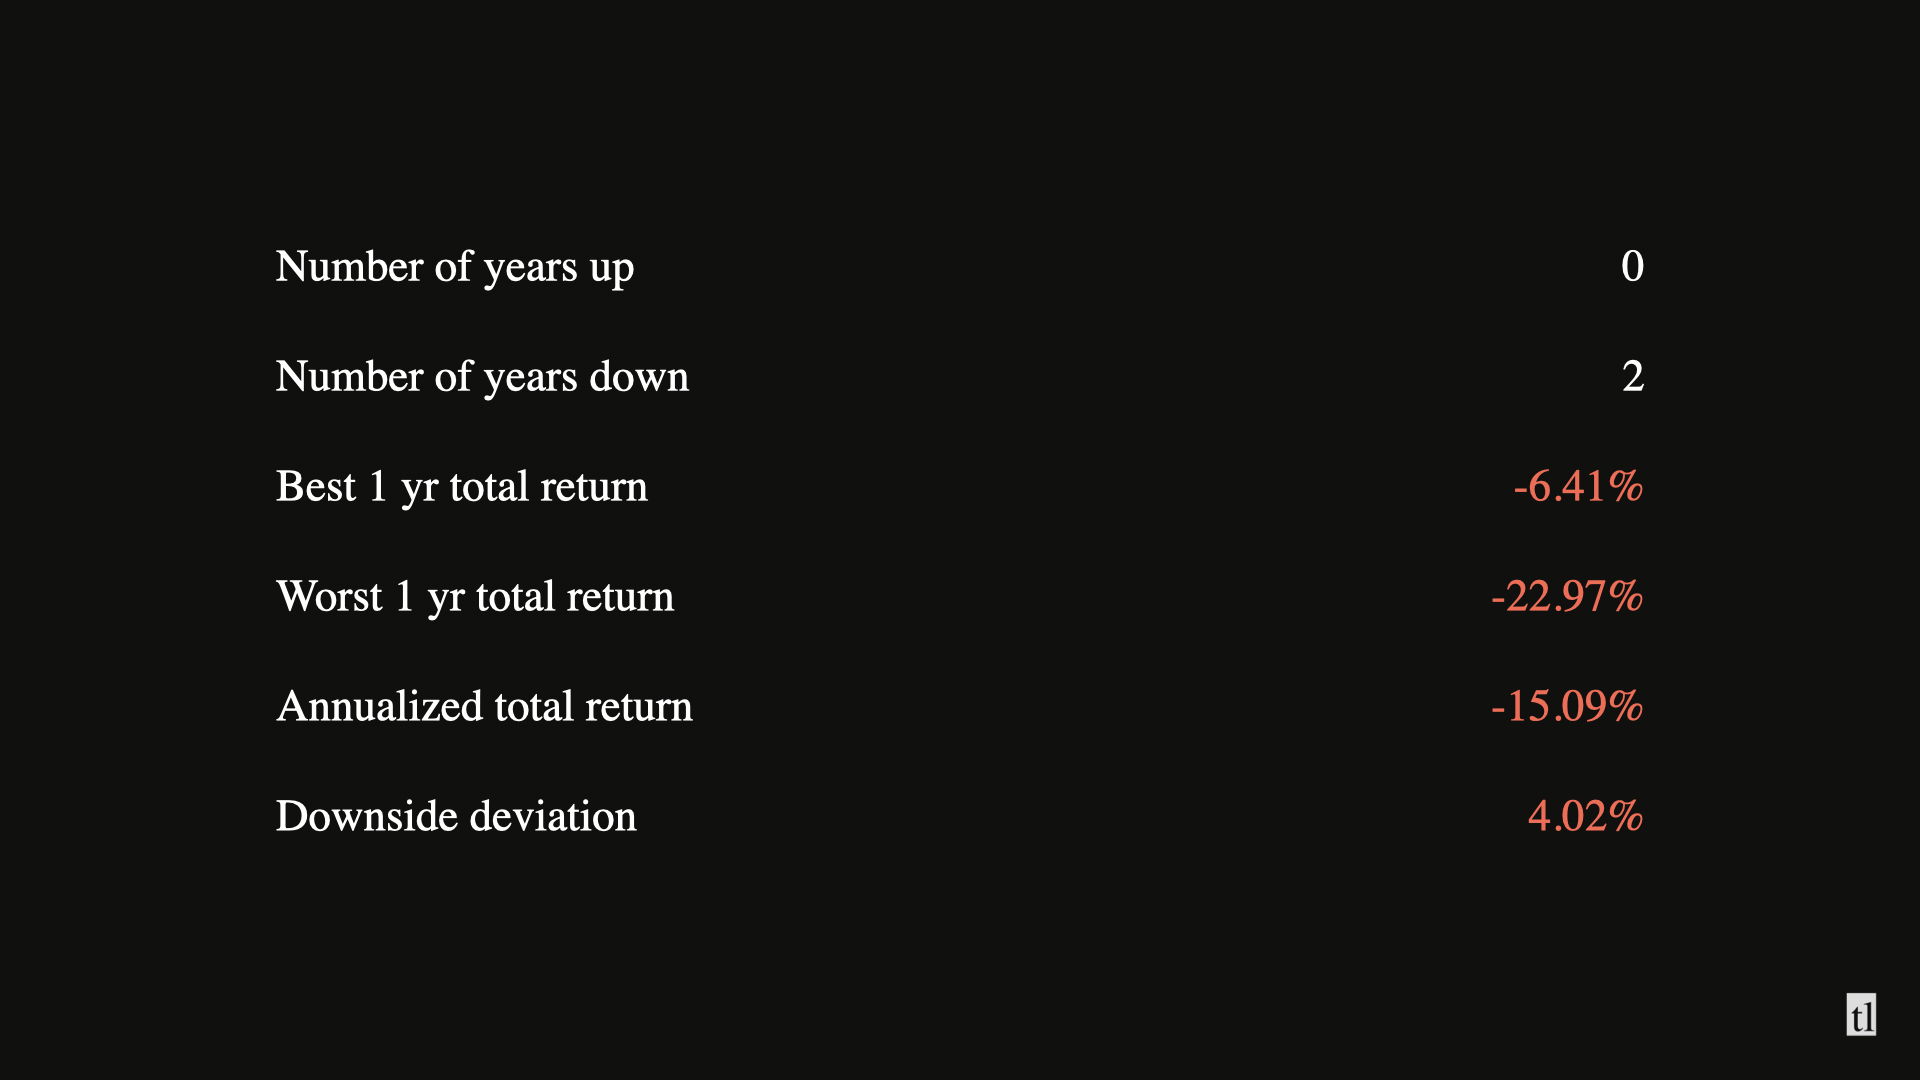 Number of years up 0
Number of years down 2
Best 1 yr total return -6.41%
Worst 1 yr total return -22.97%
Annualized total return -15.09%
Downside deviation 4.02%
tl